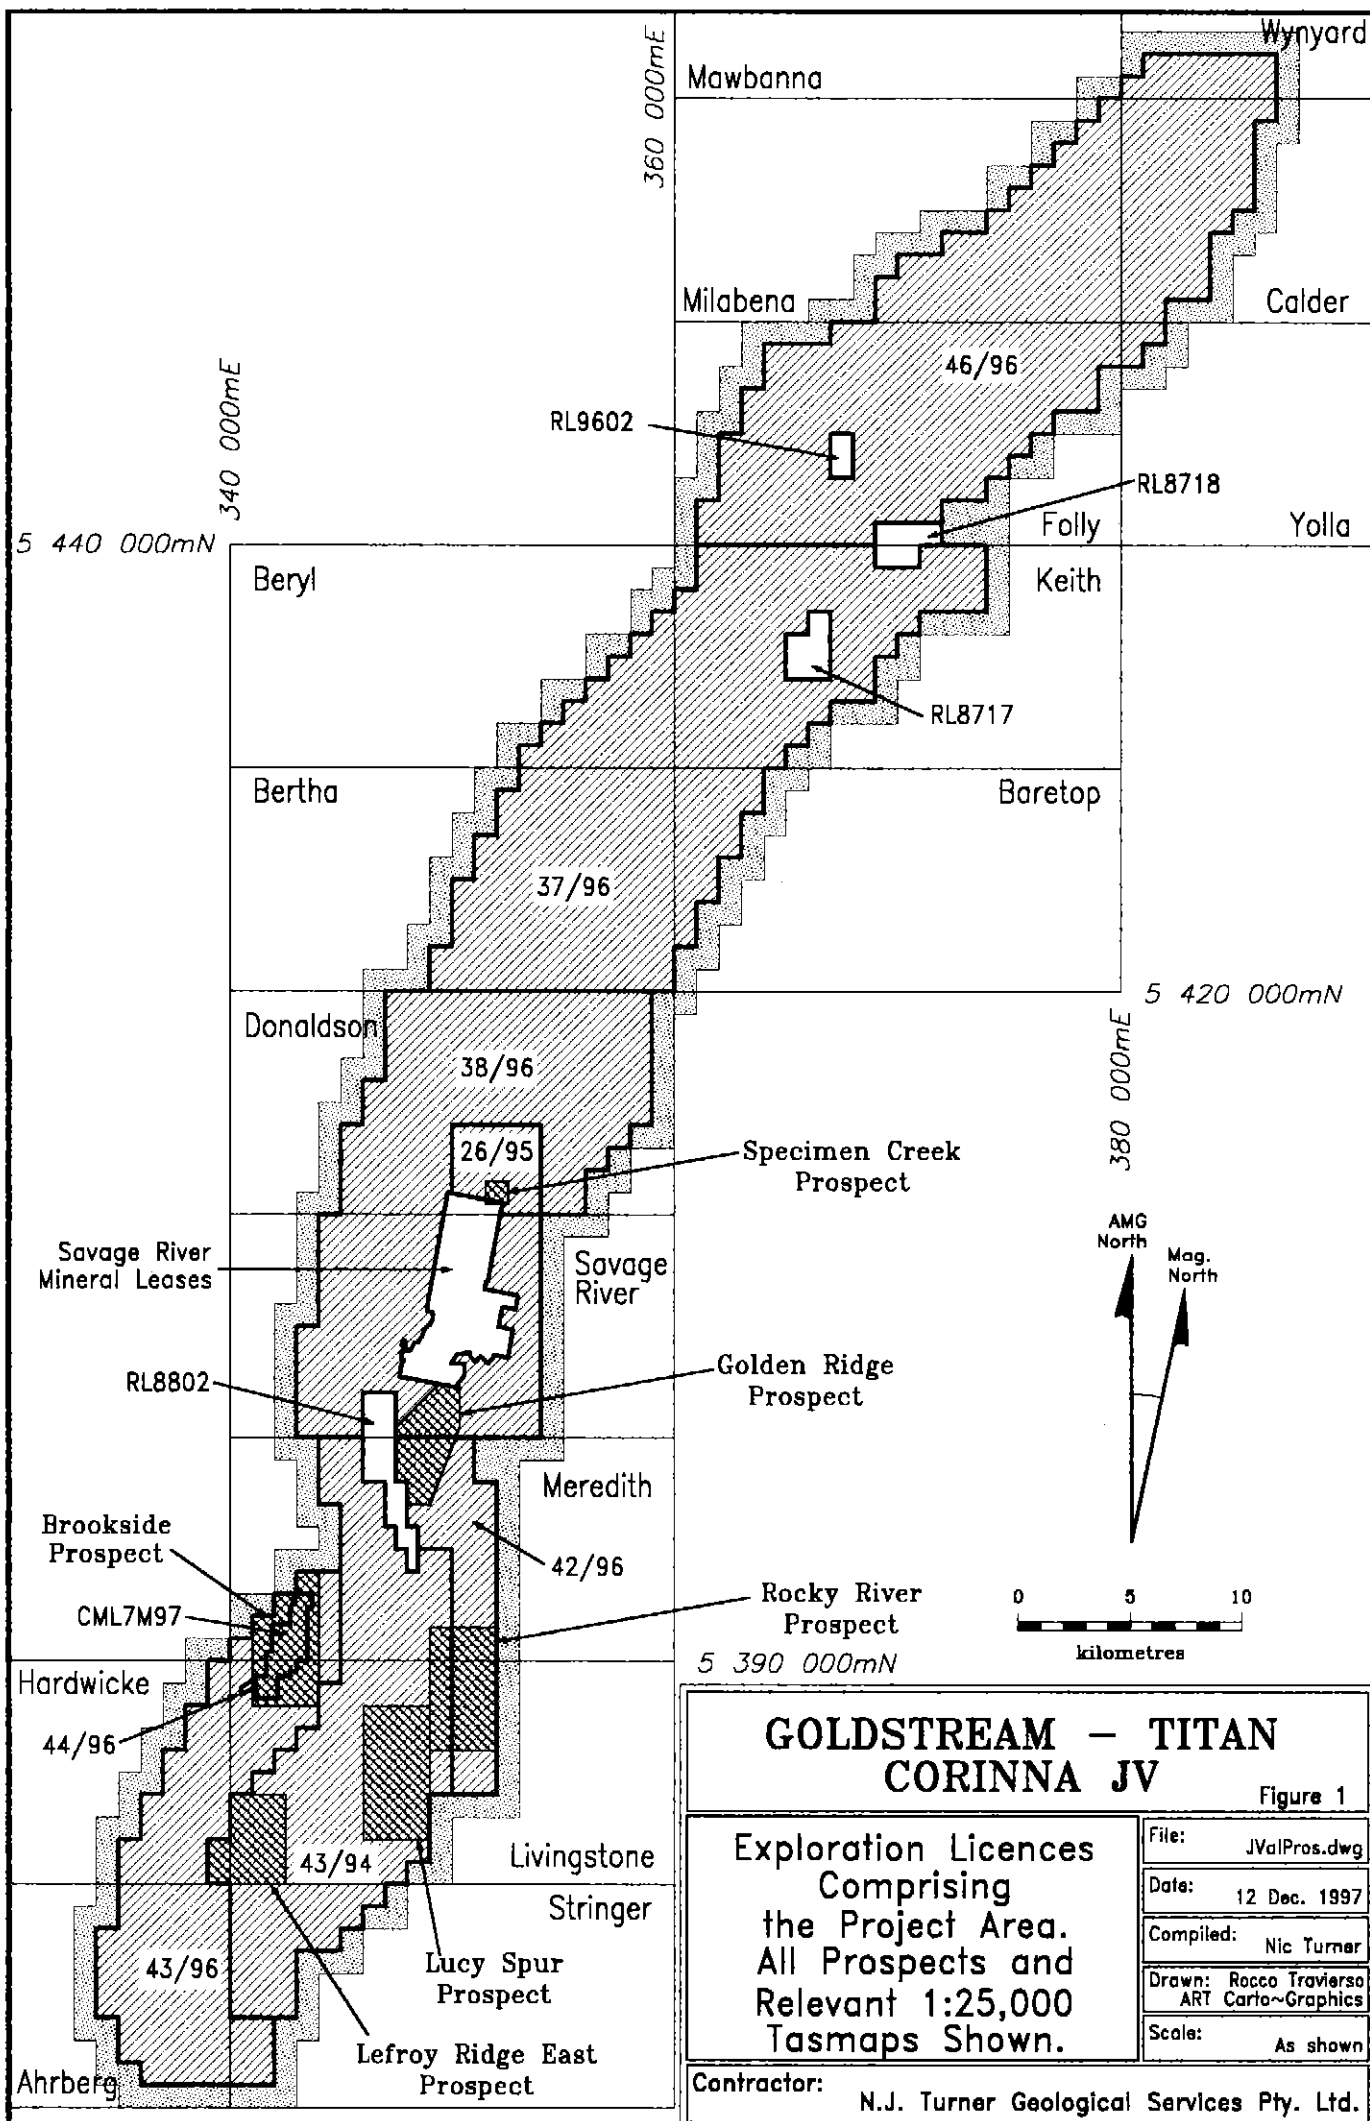 Wynyard
Mawbanna
360 000mE
Milabena
Calder
46/96
340 000mE
RL9602
RL8718
5 440 000mN
Folly
Yolla
Beryl
Keith
RL8717
Bertha
Baretop
37/96
5 420 000mN
Donaldson
38/96
380 000mE
26/95
Specimen Creek
Prospect
AMG
North
Mag.
North
Savage River
Mineral Leases
Savage
River
RL8802
Golden Ridge
Prospect
Meredith
Brookside
Prospect
42/96
CML7M97
Rocky River
Prospect
0 5 10
kilometres
5 390 000mN
Hardwicke
44/96
43/94
Livingstone
Stringer
43/96
Lucy Spur
Prospect
Lefroy Ridge East
Prospect
Ahrberg
GOLDSTREAM – TITAN
CORINNA JV
Figure 1
Exploration Licences
Comprising
the Project Area.
All Prospects and
Relevant 1:25,000
Tasmaps Shown.
File: JValPros.dwg
Date: 12 Dec. 1997
Compiled: Nic Turner
Drawn: Rocco Travierso
ART Carto~Graphics
Scale: As shown
Contractor:
N.J. Turner Geological Services Pty. Ltd.